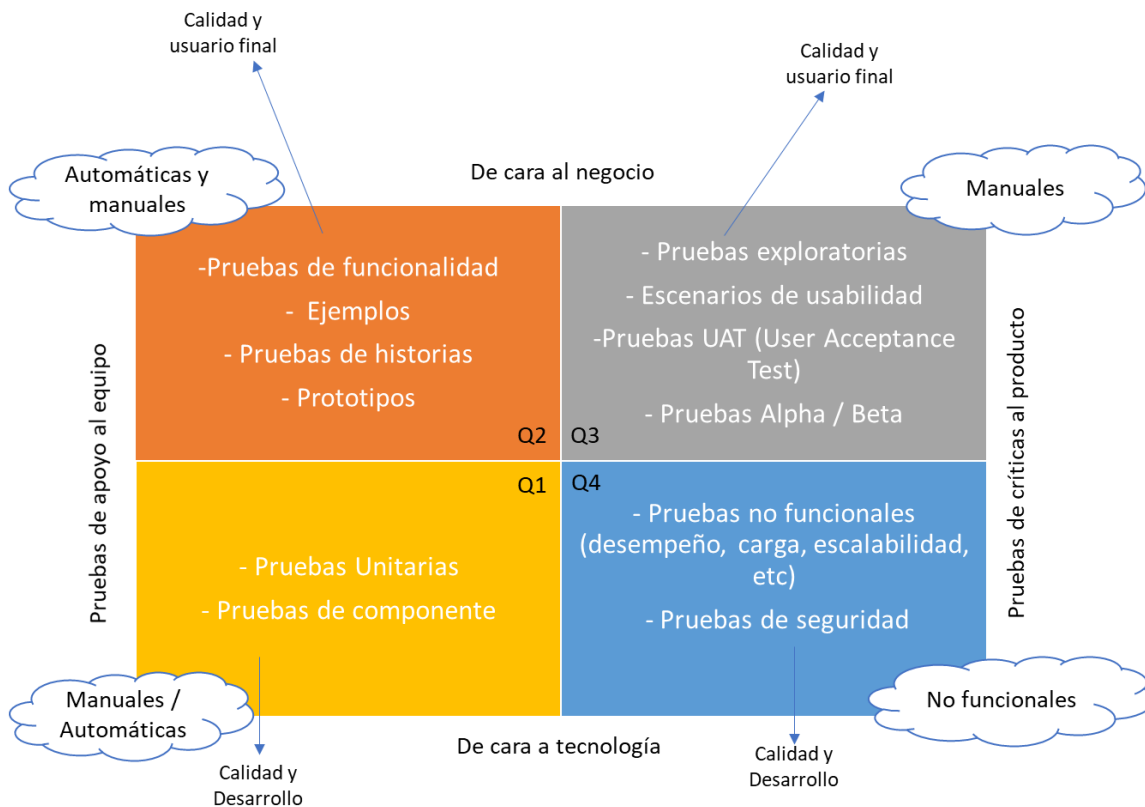 Calidad y
usuario final
Calidad y
usuario final
Automáticas y
manuales
De cara al negocio
Manuales
-Pruebas de funcionalidad
- Ejemplos
- Pruebas de historias
- Prototipos
Q2
- Pruebas exploratorias
- Escenarios de usabilidad
-Pruebas UAT (User Acceptance
Test)
- Pruebas Alpha / Beta
Q3
Pruebas de apoyo al equipo
Pruebas de críticas al producto
Q1
- Pruebas Unitarias
- Pruebas de componente
Q4
- Pruebas no funcionales
(desempeño, carga, escalabilidad,
etc)
- Pruebas de seguridad
Manuales /
Automáticas
No funcionales
De cara a tecnología
Calidad y
Desarrollo
Calidad y
Desarrollo